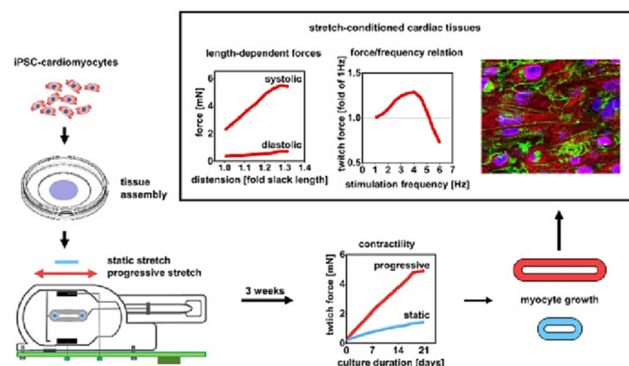 stretch-conditioned cardiac tissues
iPSC-cardiomyocytes
tissue
assembly
static stretch
progressive stretch
3 weeks
length-dependent forces
force [mN]
6
4
2
0
systolic
diastolic
1.0 1.1 1.2 1.3 1.4
distension [fold slack length]
force/frequency relation
twitch force [fold of 1Hz]
1.5
1.0
0.5
0 1 2 3 4 5 6 7
stimulation frequency [Hz]
contractility
twtich force [mN]
6
4
2
0
progressive
static
0 7 14 21
culture duration [days]
myocyte growth